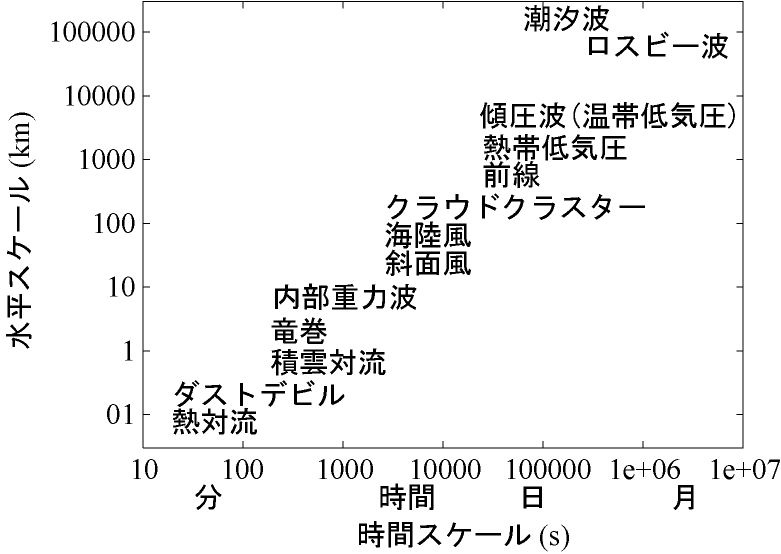 潮汐波
100000
ロスビー波
10000
傾圧波(温帯低気圧)
熱帯低気圧
1000
前線
クラウドクラスター
100
海陸風
斜面風
10
内部重力波
竜巻
1
積雲対流
ダストデビル
01
熱対流
水平スケール (km)
10
100
1000
10000
100000
1e+06
1e+07
分
時間
日
月
時間スケール (s)